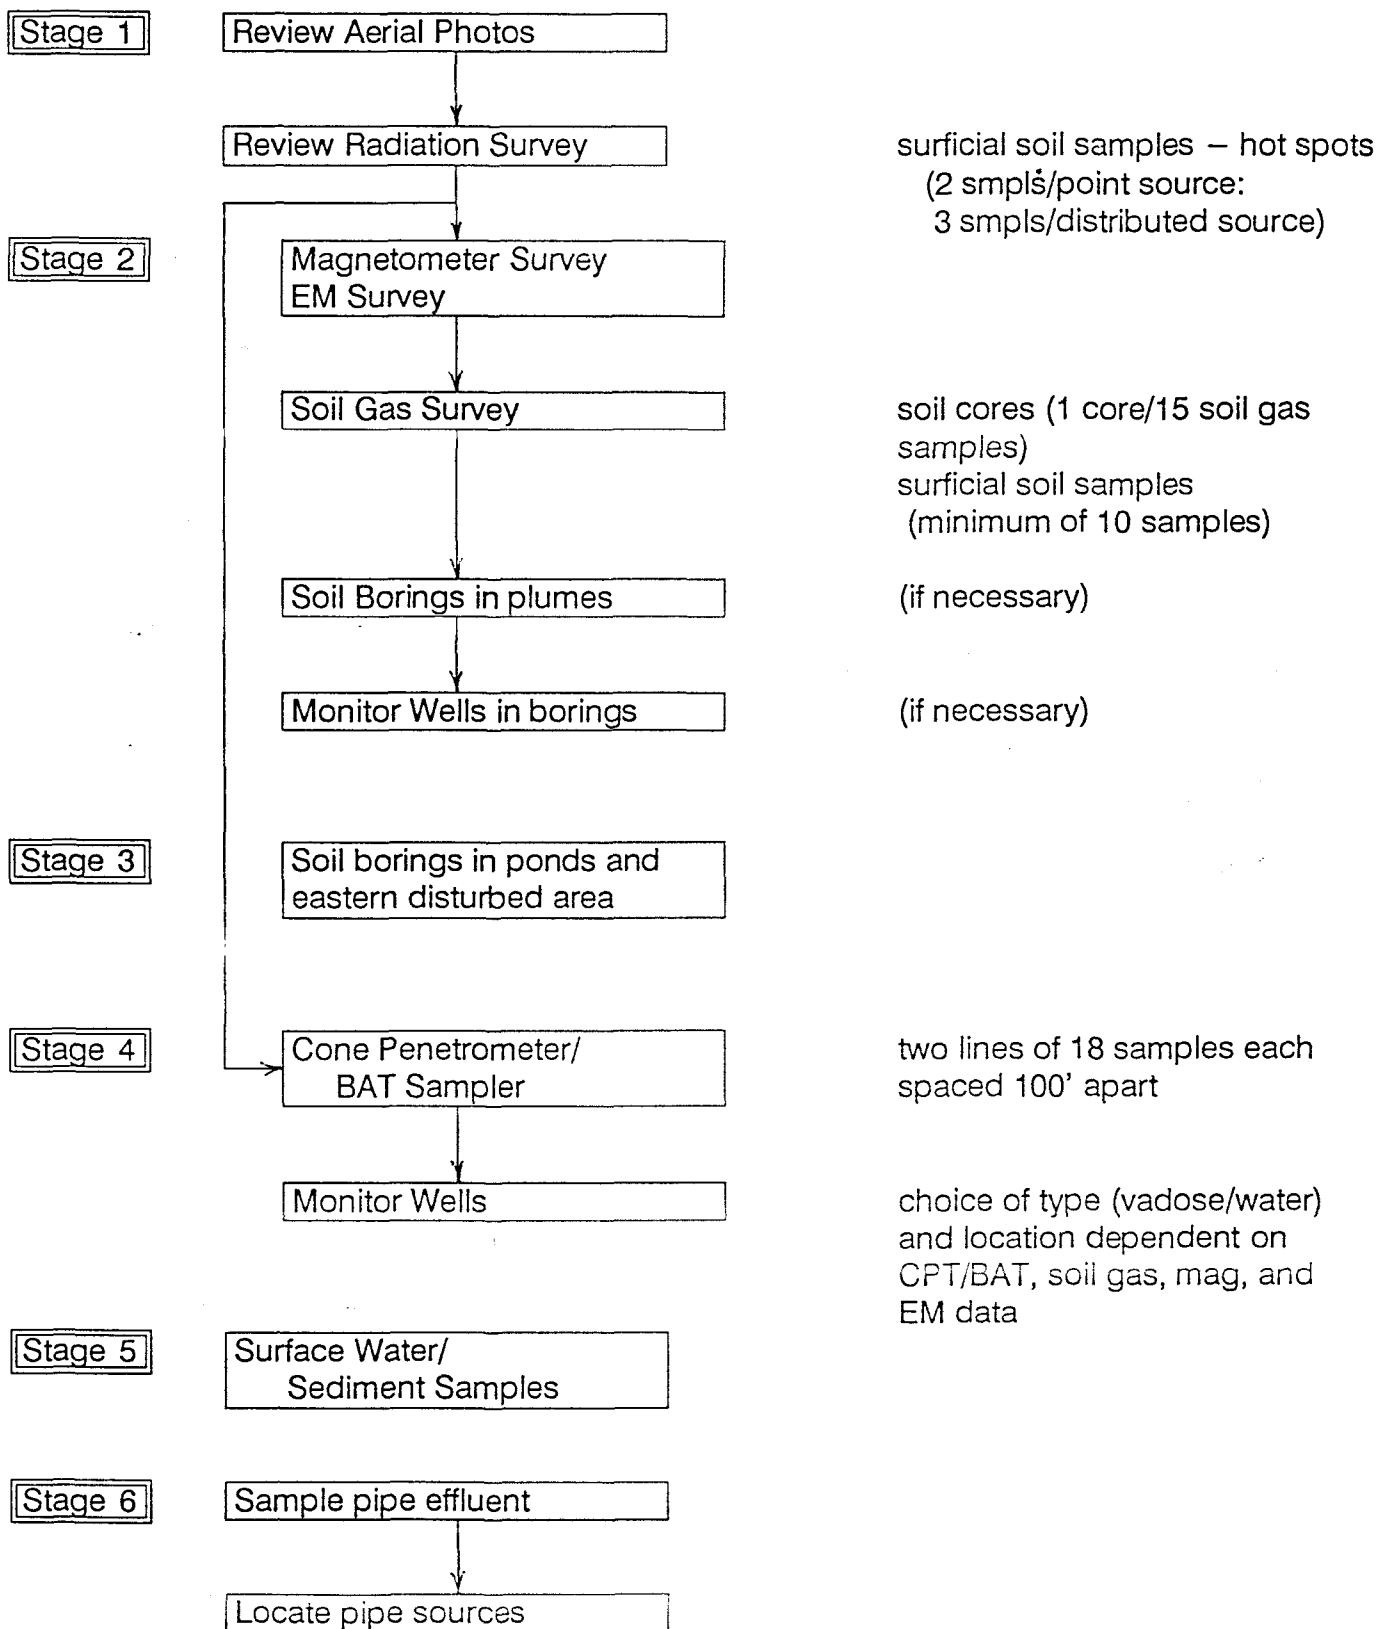 Stage 1
Review Aerial Photos
Review Radiation Survey
surficial soil samples – hot spots
(2 smpls/point source:
3 smpls/distributed source)
Stage 2
Magnetometer Survey
EM Survey
Soil Gas Survey
soil cores (1 core/15 soil gas
samples)
surficial soil samples
(minimum of 10 samples)
Soil Borings in plumes
(if necessary)
Monitor Wells in borings
(if necessary)
Stage 3
Soil borings in ponds and
eastern disturbed area
Stage 4
Cone Penetrometer/
BAT Sampler
two lines of 18 samples each
spaced 100' apart
Monitor Wells
choice of type (vadose/water)
and location dependent on
CPT/BAT, soil gas, mag, and
EM data
Stage 5
Surface Water/
Sediment Samples
Stage 6
Sample pipe effluent
Locate pipe sources